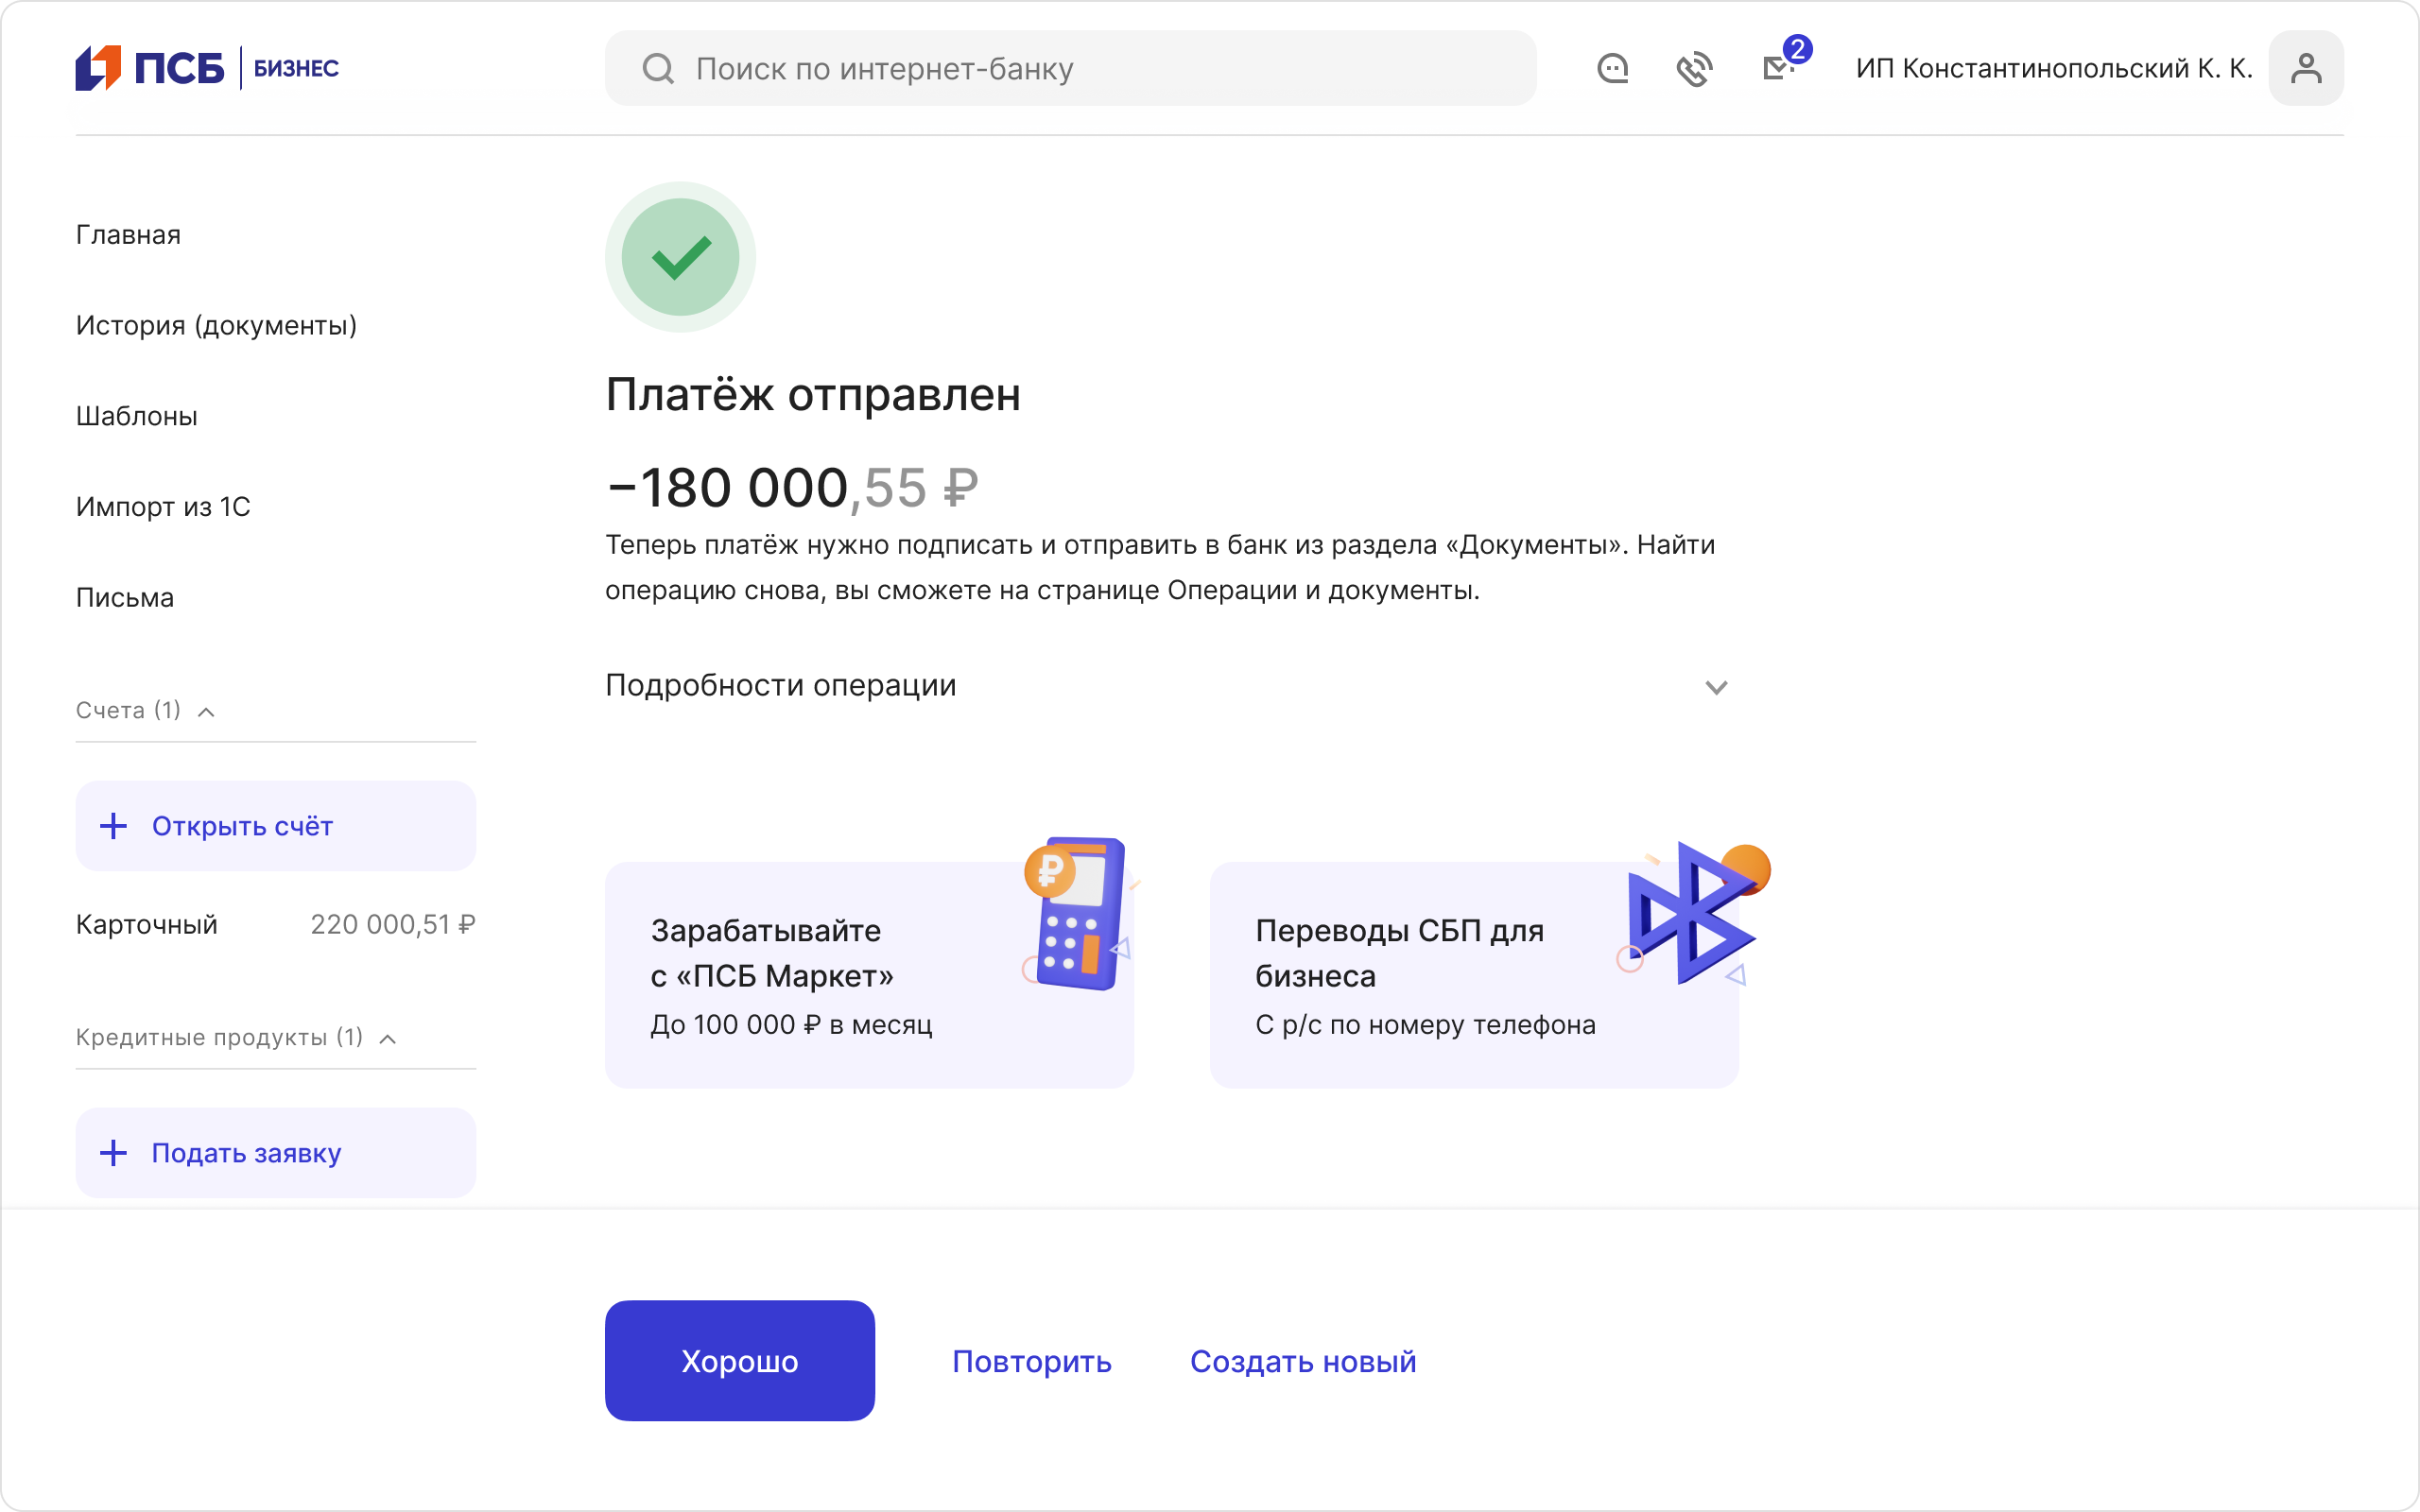 ПСБ БИЗНЕС
Поиск по интернет-банку
2
ИП Константинопольский К. К.
Главная
История (документы)
Шаблоны
Импорт из 1С
Письма
Счета (1)
Открыть счёт
Карточный 220 000,51 ₽
Кредитные продукты (1)
Подать заявку
Платёж отправлен
−180 000,55 ₽
Теперь платёж нужно подписать и отправить в банк из раздела «Документы». Найти
операцию снова, вы сможете на странице Операции и документы.
Подробности операции
Зарабатывайте
с «ПСБ Маркет»
До 100 000 ₽ в месяц
₽
Переводы СБП для
бизнеса
С р/с по номеру телефона
Хорошо
Повторить
Создать новый